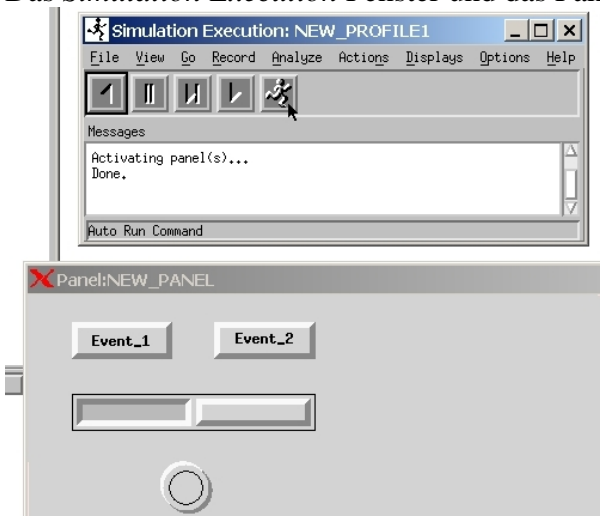 Das Simulation Execution Fenster und das Pan
Simulation Execution: NEW_PROFILE1
File View Go Record Analyze Actions Displays Options Help
Messages
Activating panel(s)...
Done.
Auto Run Command
Panel:NEW_PANEL
Event_1 Event_2